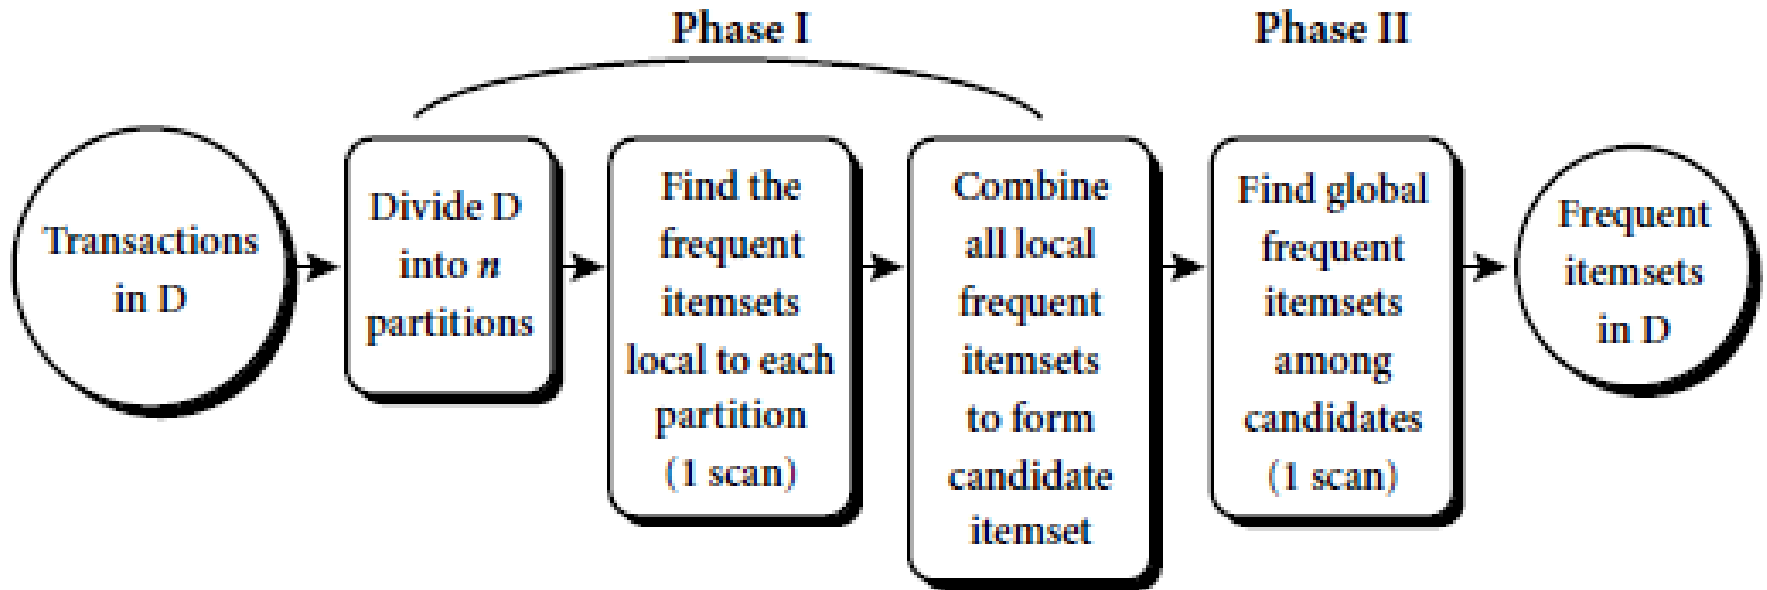 Phase I
Phase II
Transactions
in D
Divide D
into n
partitions
Find the
frequent
itemsets
local to each
partition
(1 scan)
Combine
all local
frequent
itemsets
to form
candidate
itemset
Find global
frequent
itemsets
among
candidates
(1 scan)
Frequent
itemsets
in D